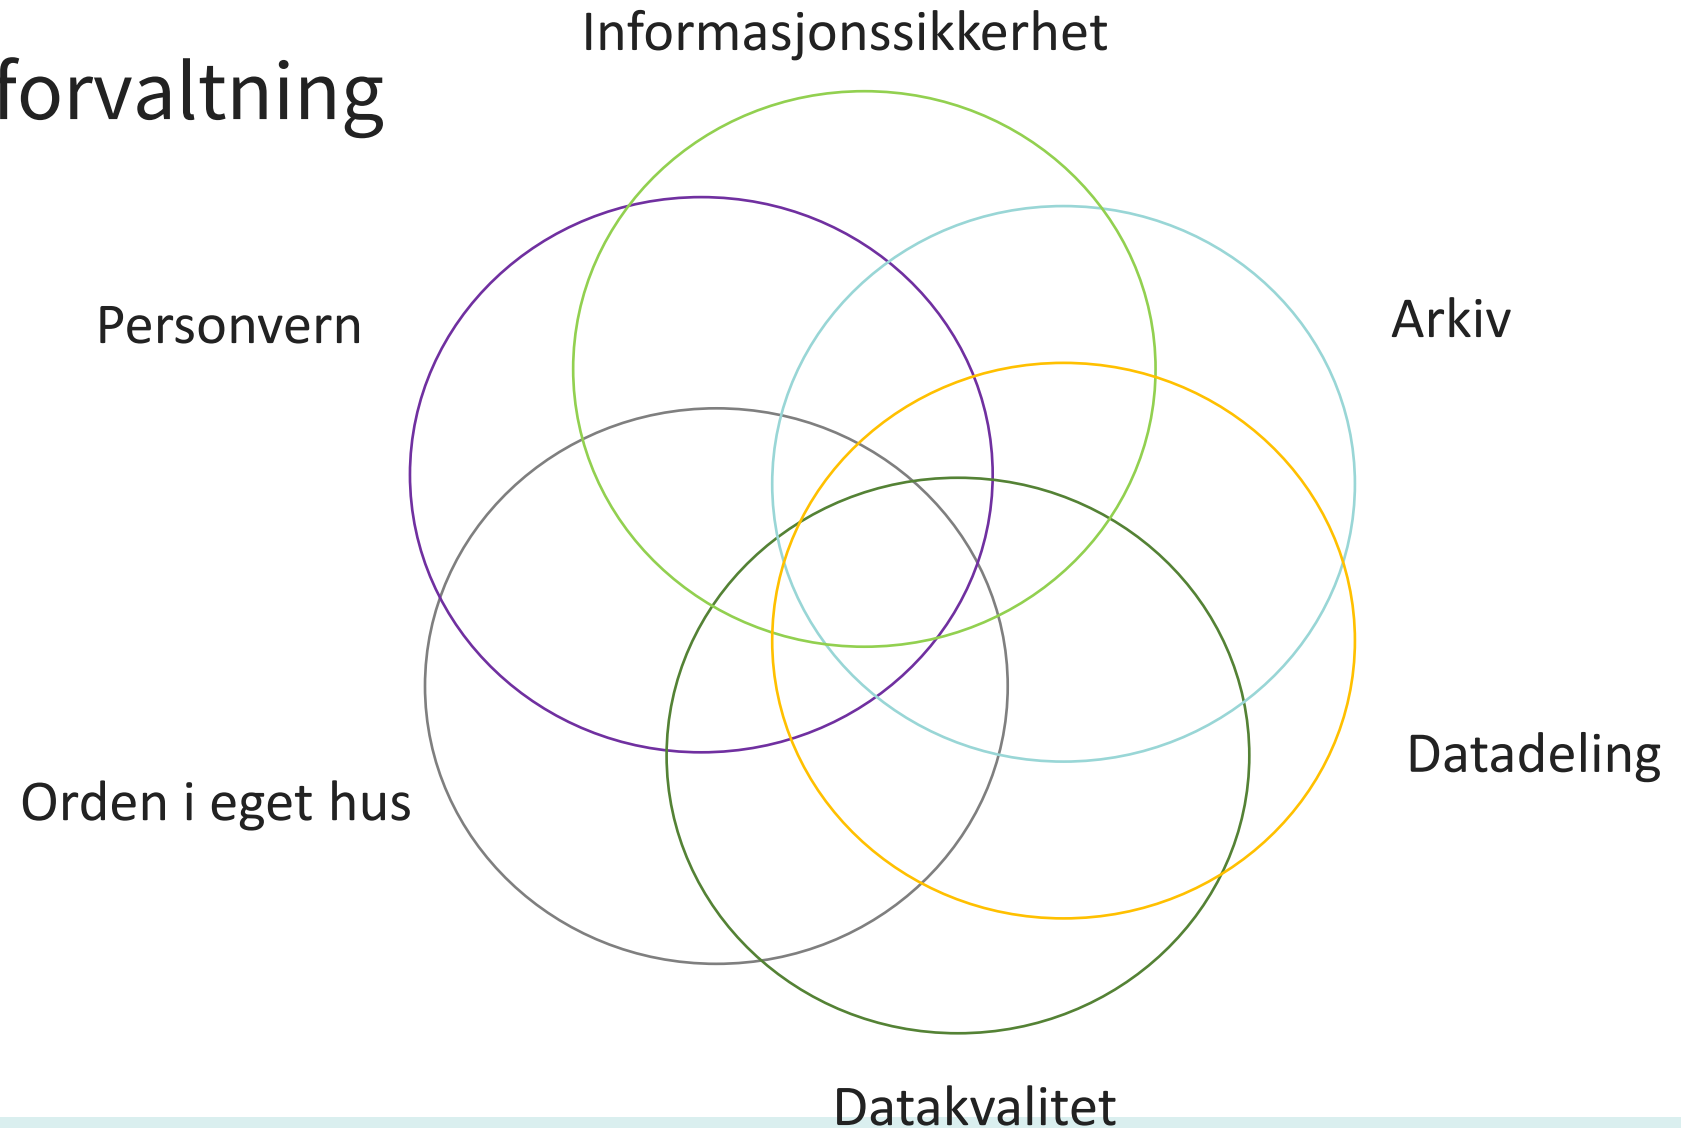 Informasjonssikkerhet
forvaltning
Personvern
Arkiv
Datadeling
Orden i eget hus
Datakvalitet